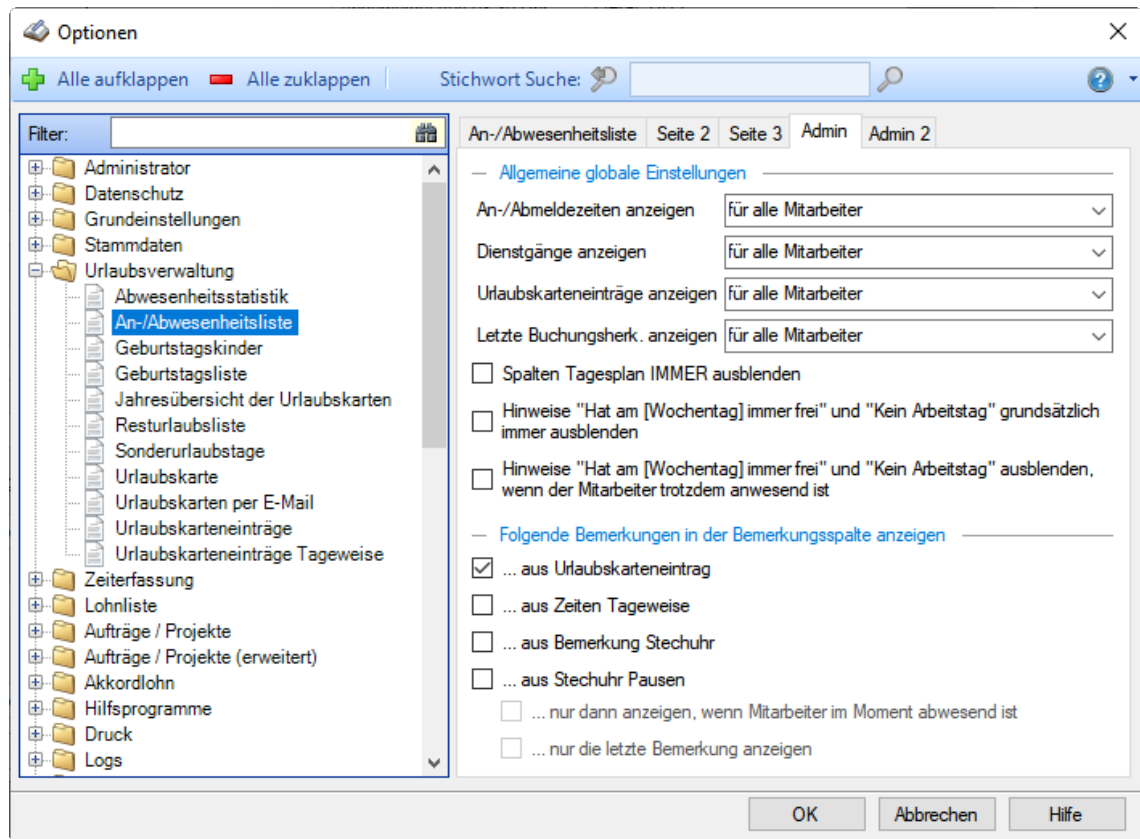 Optionen
Alle aufklappen
Alle zuklappen
Stichwort Suche:
Filter:
Administrator
Datenschutz
Grundeinstellungen
Stammdaten
Urlaubsverwaltung
Abwesenheitsstatistik
An-/Abwesenheitsliste
Geburtstagskinder
Geburtstagsliste
Jahresübersicht der Urlaubskarten
Resturlaubsliste
Sonderurlaubstage
Urlaubskarte
Urlaubskarten per E-Mail
Urlaubskarteneinträge
Urlaubskarteneinträge Tageweise
Zeiterfassung
Lohnliste
Aufträge / Projekte
Aufträge / Projekte (erweitert)
Akkordlohn
Hilfsprogramme
Druck
Logs
An-/Abwesenheitsliste Seite 2 Seite 3 Admin Admin 2
Allgemeine globale Einstellungen
An-/Abmeldezeiten anzeigen für alle Mitarbeiter
Dienstgänge anzeigen für alle Mitarbeiter
Urlaubskarteneinträge anzeigen für alle Mitarbeiter
Letzte Buchungsherk. anzeigen für alle Mitarbeiter
Spalten Tagesplan IMMER ausblenden
Hinweise "Hat am [Wochentag] immer frei" und "Kein Arbeitstag" grundsätzlich
immer ausblenden
Hinweise "Hat am [Wochentag] immer frei" und "Kein Arbeitstag" ausblenden,
wenn der Mitarbeiter trotzdem anwesend ist
Folgende Bemerkungen in der Bemerkungsspalte anzeigen
... aus Urlaubskarteneintrag
... aus Zeiten Tageweise
... aus Bemerkung Stechuhr
... aus Stechuhr Pausen
... nur dann anzeigen, wenn Mitarbeiter im Moment abwesend ist
... nur die letzte Bemerkung anzeigen
OK Abbrechen Hilfe